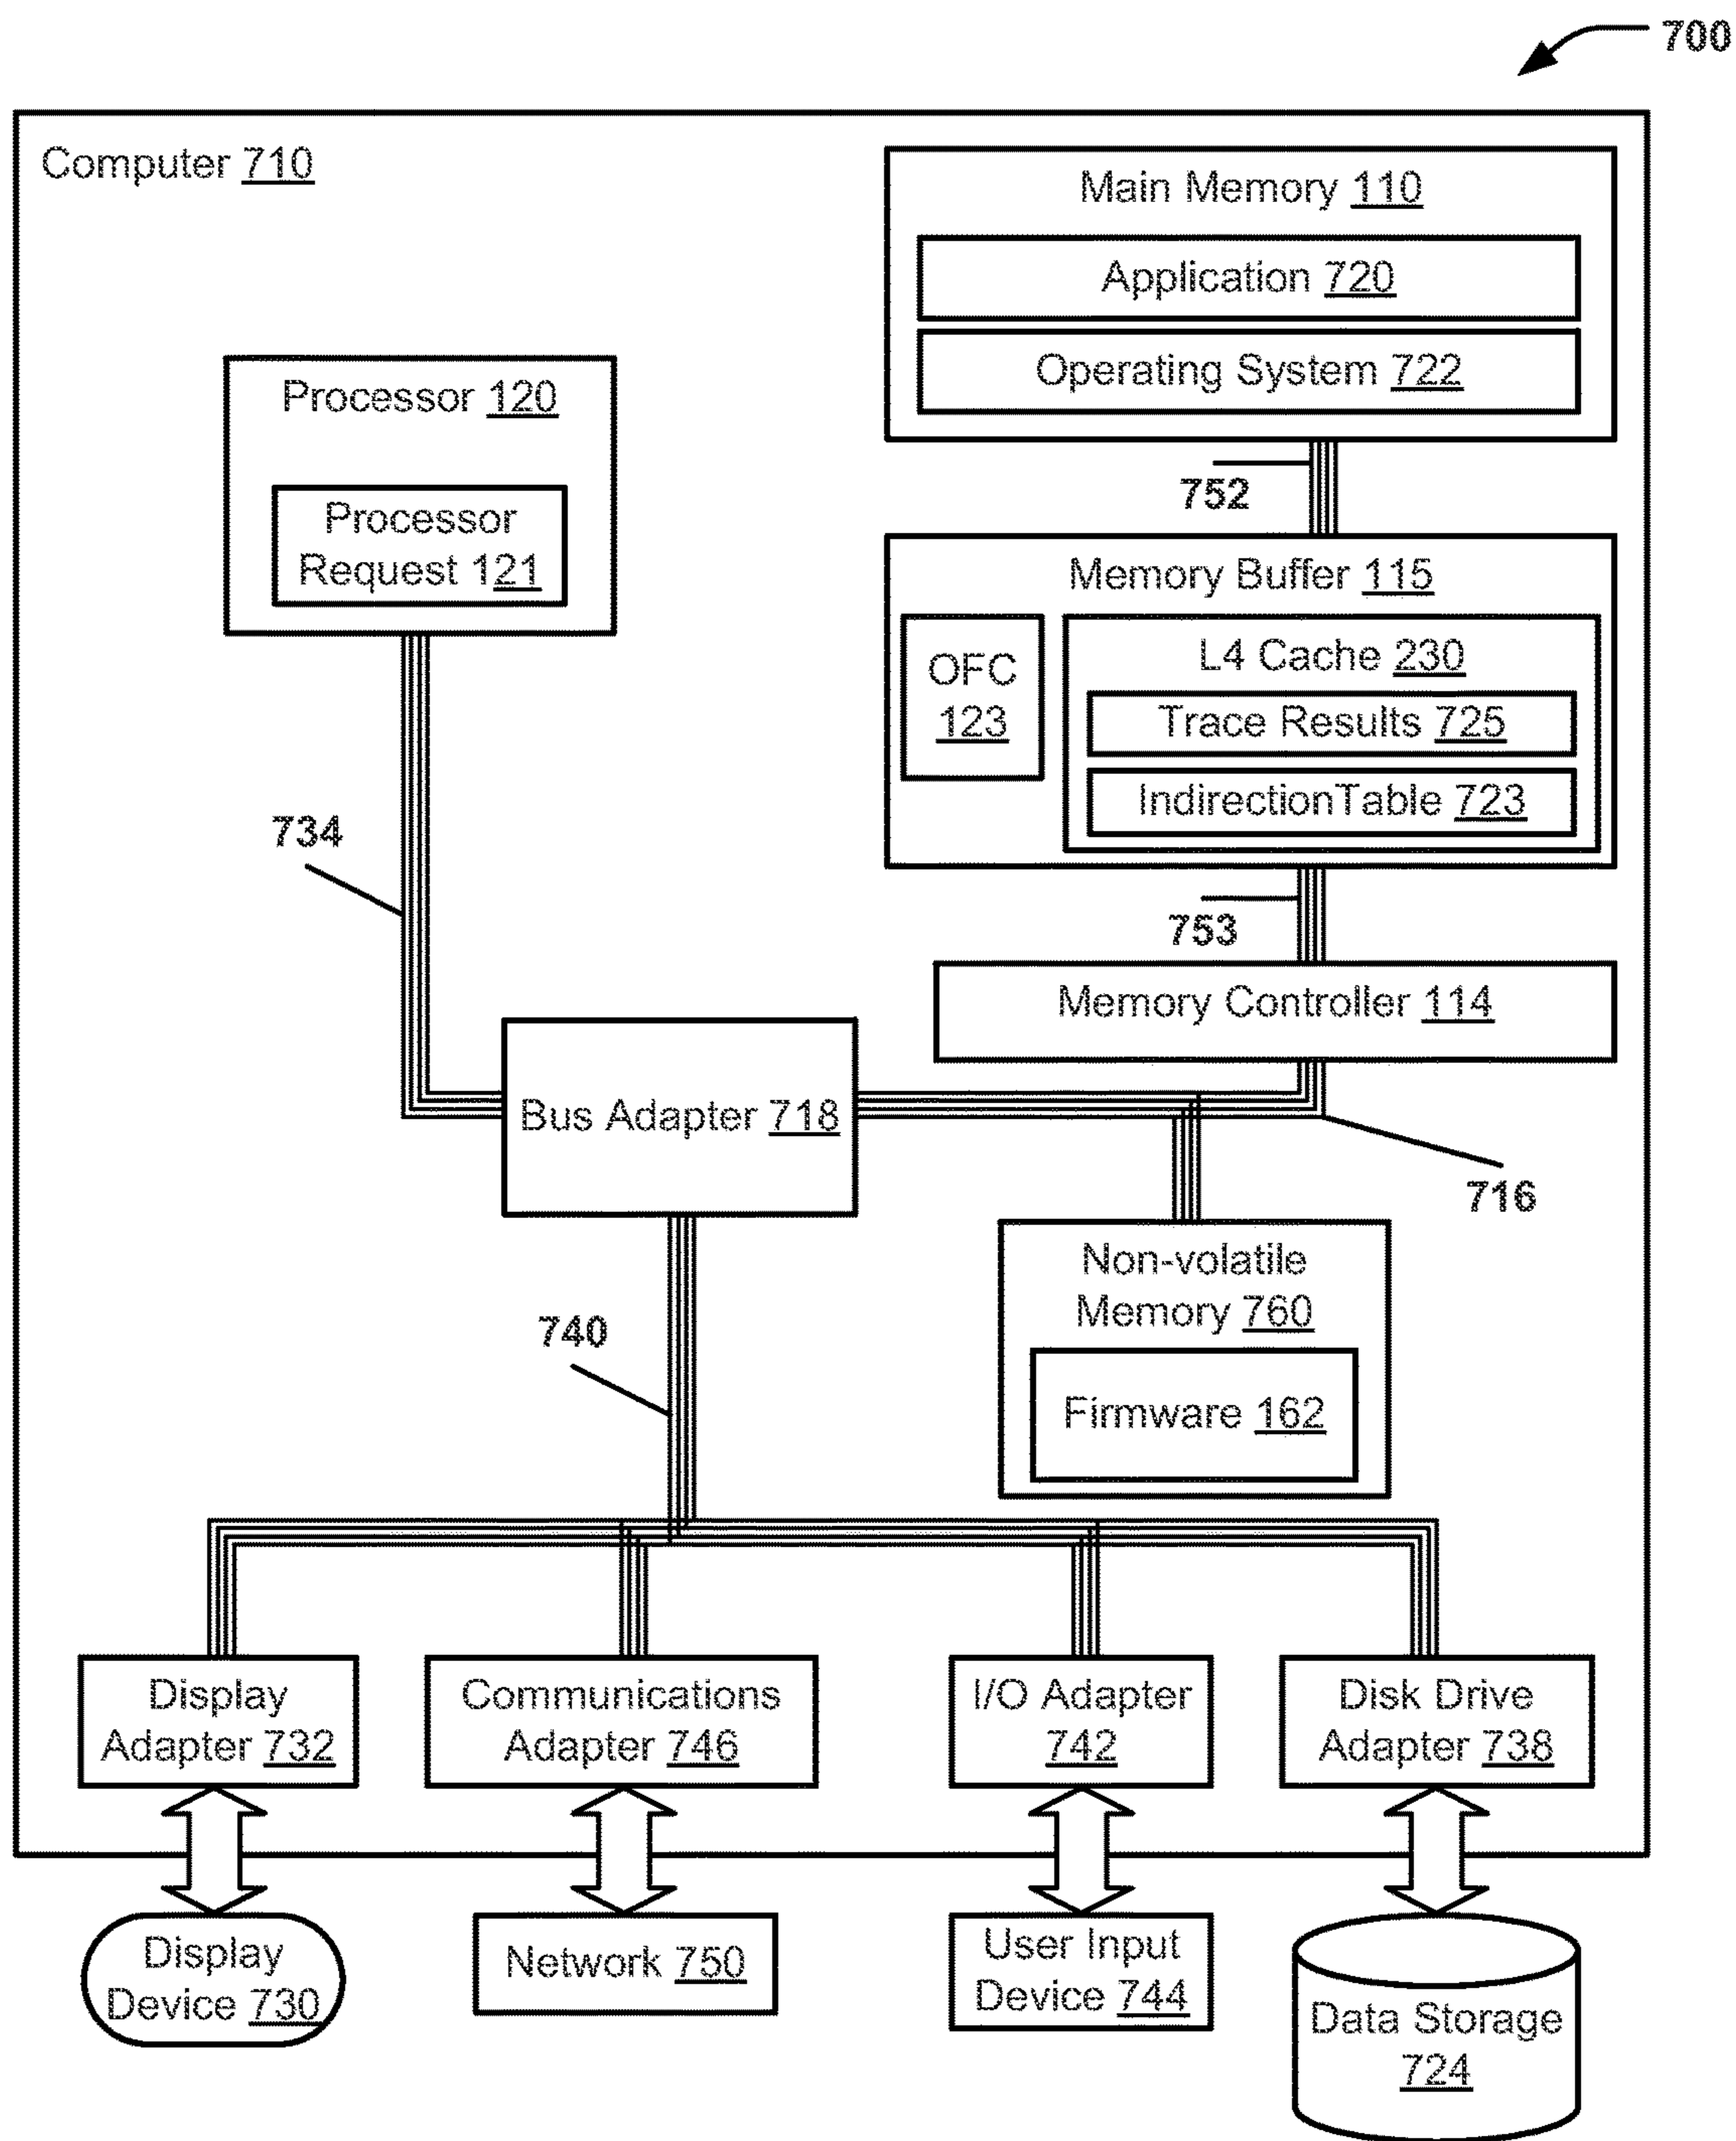 700
Computer 710
Main Memory 110
Application 720
Operating System 722
Processor 120
Processor
Request 121
752
Memory Buffer 115
OFC
123
L4 Cache 230
Trace Results 725
IndirectionTable 723
734
753
Memory Controller 114
Bus Adapter 718
716
Non-volatile
Memory 760
Firmware 162
740
Display
Adapter 732
Communications
Adapter 746
I/O Adapter
742
Disk Drive
Adapter 738
Display
Device 730
Network 750
User Input
Device 744
Data Storage
724